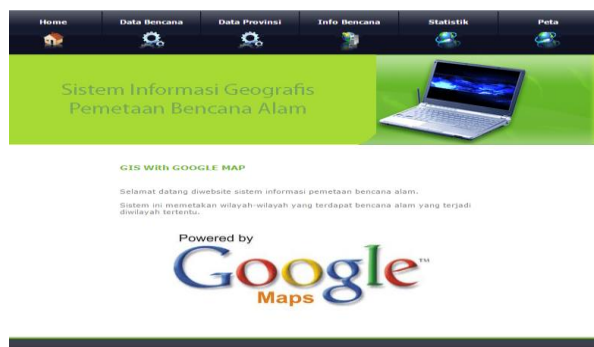 Home Data Bencana Data Provinsi Info Bencana Statistik Peta
Sistem Informasi Geografis
Pemetaan Bencana Alam
GIS With GOOGLE MAP
Selamat datang diwebsite sistem informasi pemetaan bencana alam.
Sistem ini memetakan wilayah-wilayah yang terdapat bencana alam yang terjadi
diwilayah tertentu.
Powered by
Google™
Maps